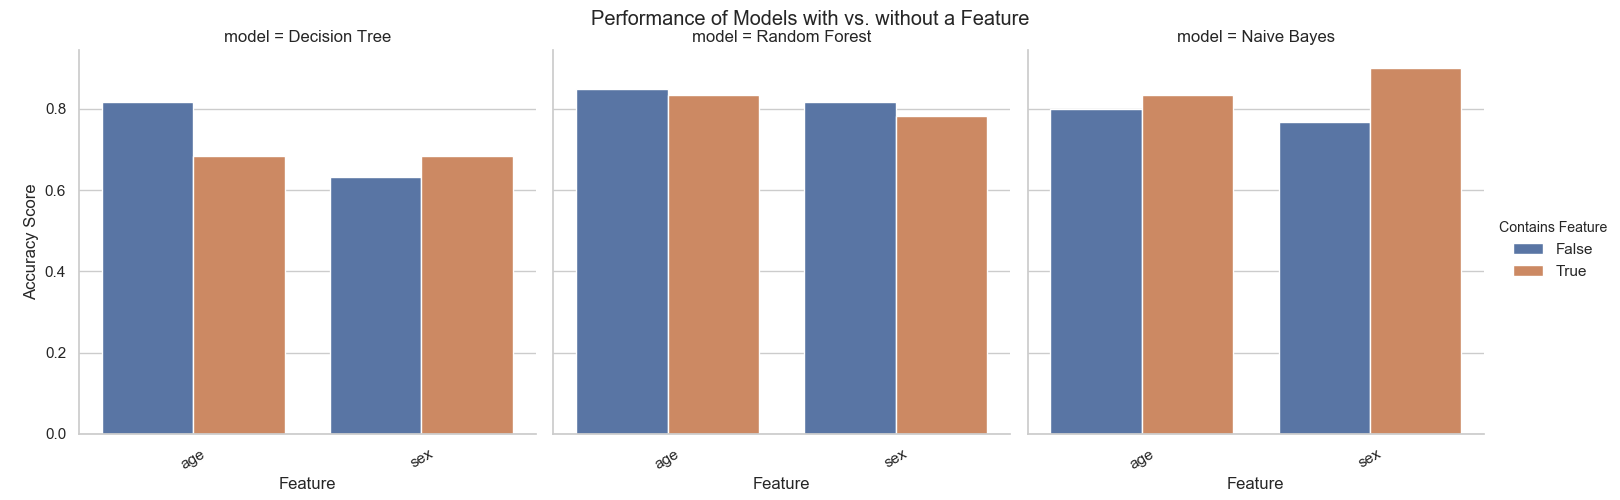 Performance of Models with vs. without a Feature
model = Decision Tree
model = Random Forest
model = Naive Bayes
Accuracy Score
0.8
0.6
0.4
0.2
0.0
age
sex
age
sex
age
sex
Feature
Feature
Feature
Contains Feature
False
True